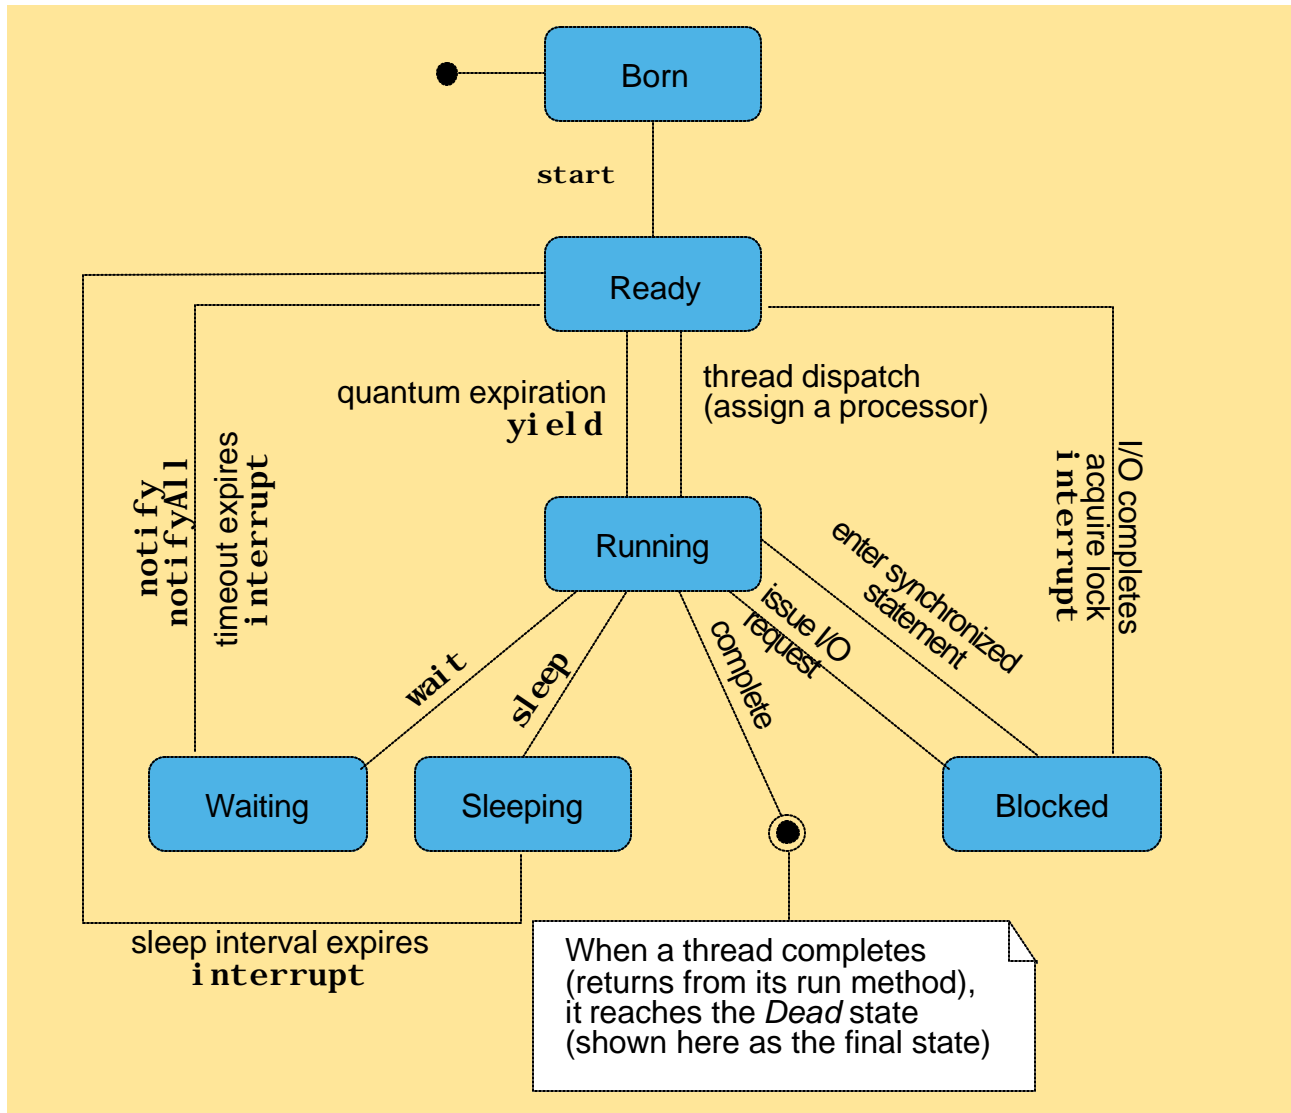 Born
start
Ready
quantum expiration
yield
thread dispatch
(assign a processor)
notify
notifyAll
timeout expires
interrupt
I/O completes
acquire lock
interrupt
Running
wait
sleep
complete
issue I/O
request
enter synchronized
statement
Waiting
Sleeping
Blocked
sleep interval expires
interrupt
When a thread completes
(returns from its run method),
it reaches the Dead state
(shown here as the final state)